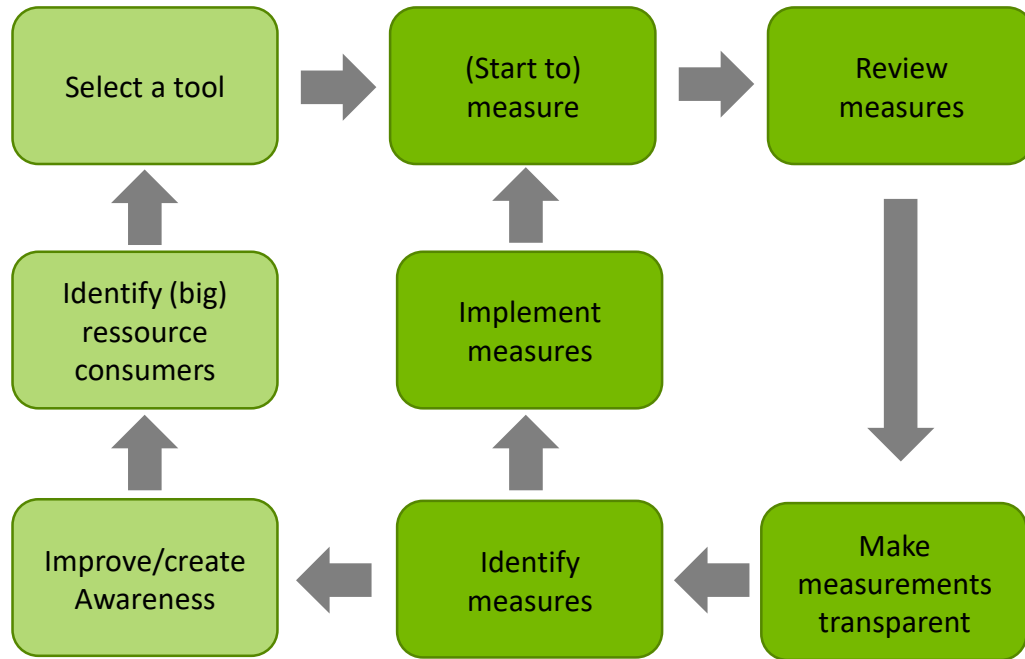 Select a tool
(Start to)
measure
Review
measures
Identify (big)
ressource
consumers
Implement
measures
Improve/create
Awareness
Identify
measures
Make
measurements
transparent